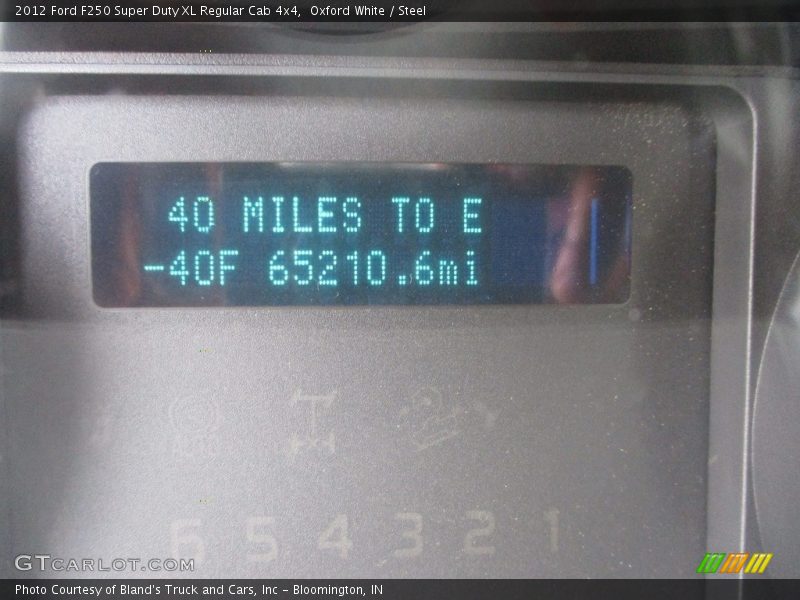 2012 Ford F250 Super Duty XL Regular Cab 4x4,  Oxford White / Steel
40 MILES TO E
-40F 65210.6mi
6 5 4 3 2 1
GTCARLOT.COM
Photo Courtesy of Bland's Truck and Cars, Inc - Bloomington, IN